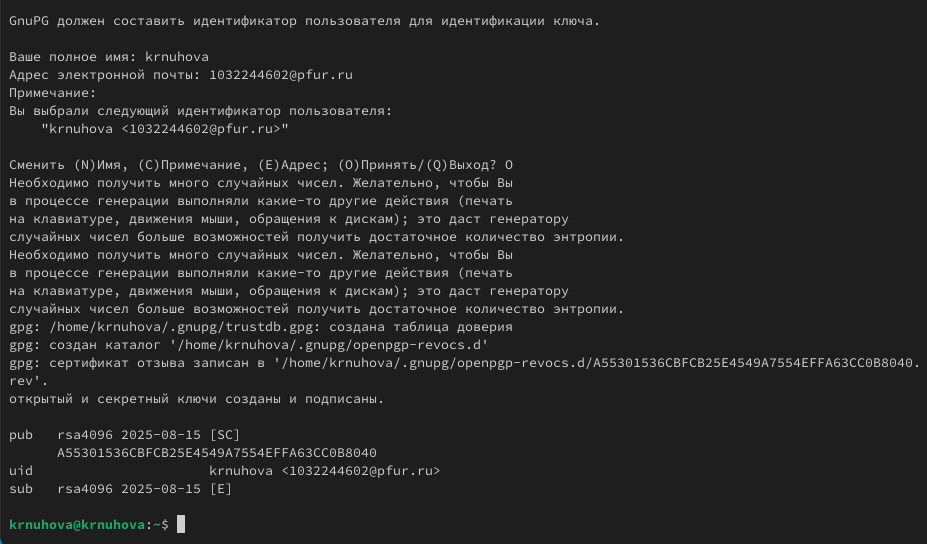 GnuPG должен составить идентификатор пользователя для идентификации ключа.
Ваше полное имя: krnuhova
Адрес электронной почты: 1032244602@pfur.ru
Примечание:
Вы выбрали следующий идентификатор пользователя:
    "krnuhova <1032244602@pfur.ru>"
Сменить (N)Имя, (C)Примечание, (E)Адрес; (O)Принять/(Q)Выход? O
Необходимо получить много случайных чисел. Желательно, чтобы Вы
в процессе генерации выполняли какие-то другие действия (печать
на клавиатуре, движения мыши, обращения к дискам); это даст генератору
случайных чисел больше возможностей получить достаточное количество энтропии.
Необходимо получить много случайных чисел. Желательно, чтобы Вы
в процессе генерации выполняли какие-то другие действия (печать
на клавиатуре, движения мыши, обращения к дискам); это даст генератору
случайных чисел больше возможностей получить достаточное количество энтропии.
gpg: /home/krnuhova/.gnupg/trustdb.gpg: создана таблица доверия
gpg: создан каталог '/home/krnuhova/.gnupg/openpgp-revocs.d'
gpg: сертификат отзыва записан в '/home/krnuhova/.gnupg/openpgp-revocs.d/A55301536CBFCB25E4549A7554EFFA63CC0B8040.
rev'.
открытый и секретный ключи созданы и подписаны.
pub   rsa4096 2025-08-15 [SC]
      A55301536CBFCB25E4549A7554EFFA63CC0B8040
uid                      krnuhova <1032244602@pfur.ru>
sub   rsa4096 2025-08-15 [E]
krnuhova@krnuhova:~$